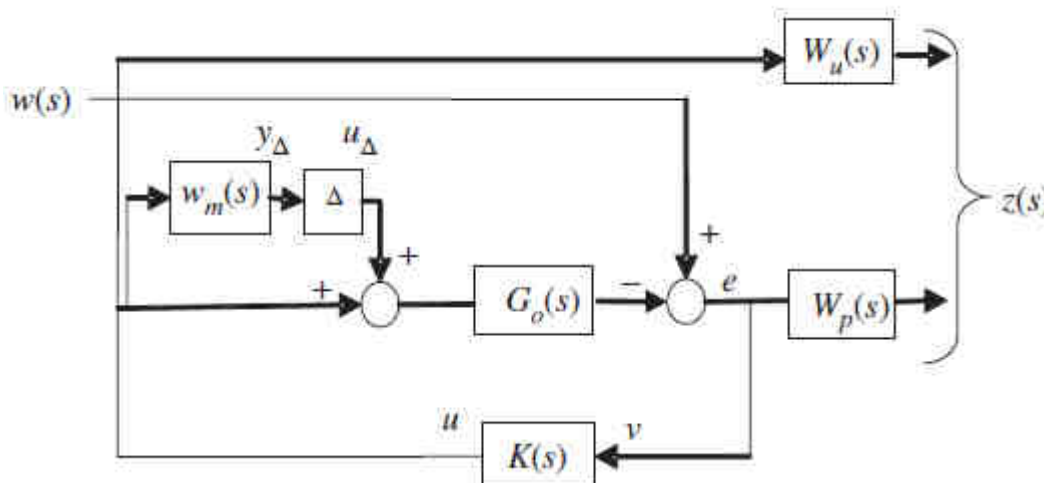 W_u(s)
w(s)
y_Δ u_Δ
w_m(s) Δ
z(s)
+ +
+ G_o(s) − e W_p(s)
u v
K(s)